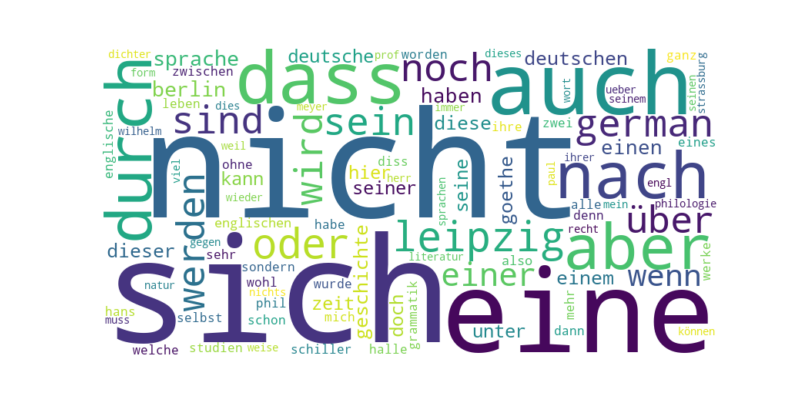 dichter sprache deutsche prof worden dieses deutschen ganz
form zwischen dass noch auch ueber seinem
berlin leben haben wort seinen strassburg
durch englische dies meyer immer
wilhelm sind sein diese ihre zwei german eines
nicht wird
viel weil ohne hier diss einen ihrer
kann seiner herr seine goethe paul nach engl
wieder sprachen alle mein philologie
werden englischen habe denn recht über
gegen oder leipzig aber
dieser sehr geschichte literatur also werke
sondern einer einem wenn
natur wohl nichts wurde zeit doch grammatik mehr
sich eine
hans selbst phil mich
muss schon unter dann können
welche studien weise schiller halle